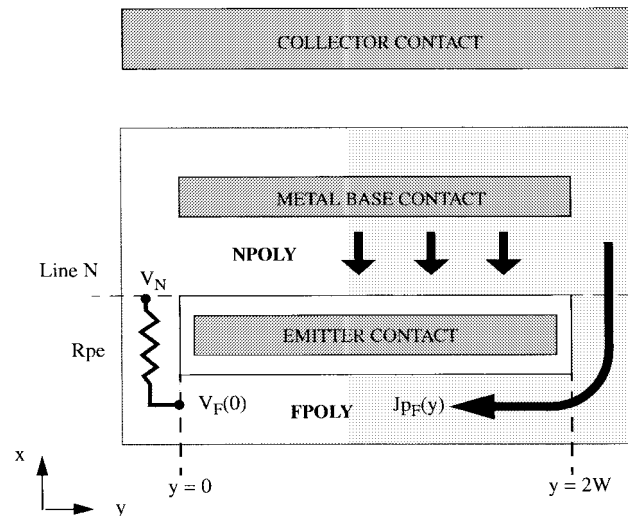 COLLECTOR CONTACT
METAL BASE CONTACT
NPOLY
Line N
V_N
EMITTER CONTACT
Rpe
V_F(0)
FPOLY
Jp_F(y)
x
y
y = 0
y = 2W